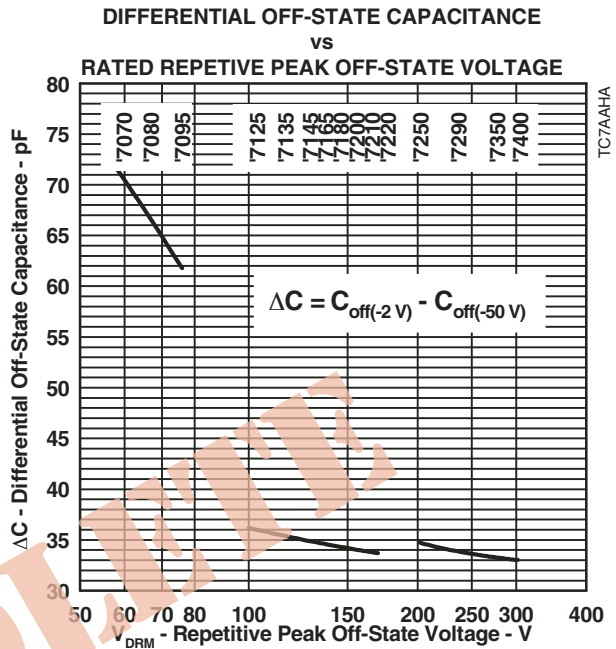 DIFFERENTIAL OFF-STATE CAPACITANCE
vs
RATED REPETIVE PEAK OFF-STATE VOLTAGE
TC7AAHA
ΔC - Differential Off-State Capacitance - pF
80
75
70
65
60
55
50
45
40
35
30
'7070
'7080
'7095
'7125
'7135
'7145
'7165
'7180
'7200
'7210
'7220
'7250
'7290
'7350
'7400
ΔC = Coff(-2 V) - Coff(-50 V)
50 60 70 80 100 150 200 250 300 400
VDRM - Repetitive Peak Off-State Voltage - V
LETE